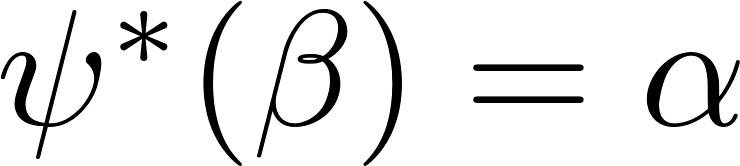 ψ*(β) = α